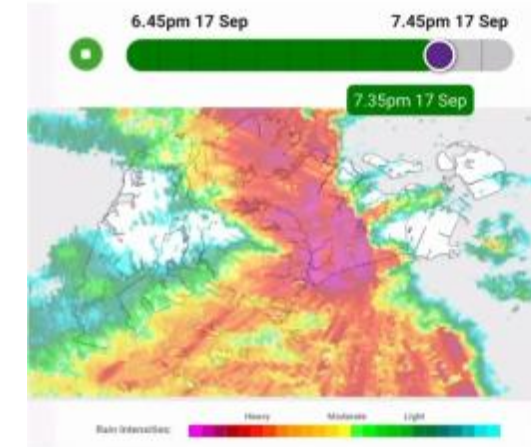 6.45pm 17 Sep 7.45pm 17 Sep
7.35pm 17 Sep
Heavy Moderate Light
Rain Intensities: